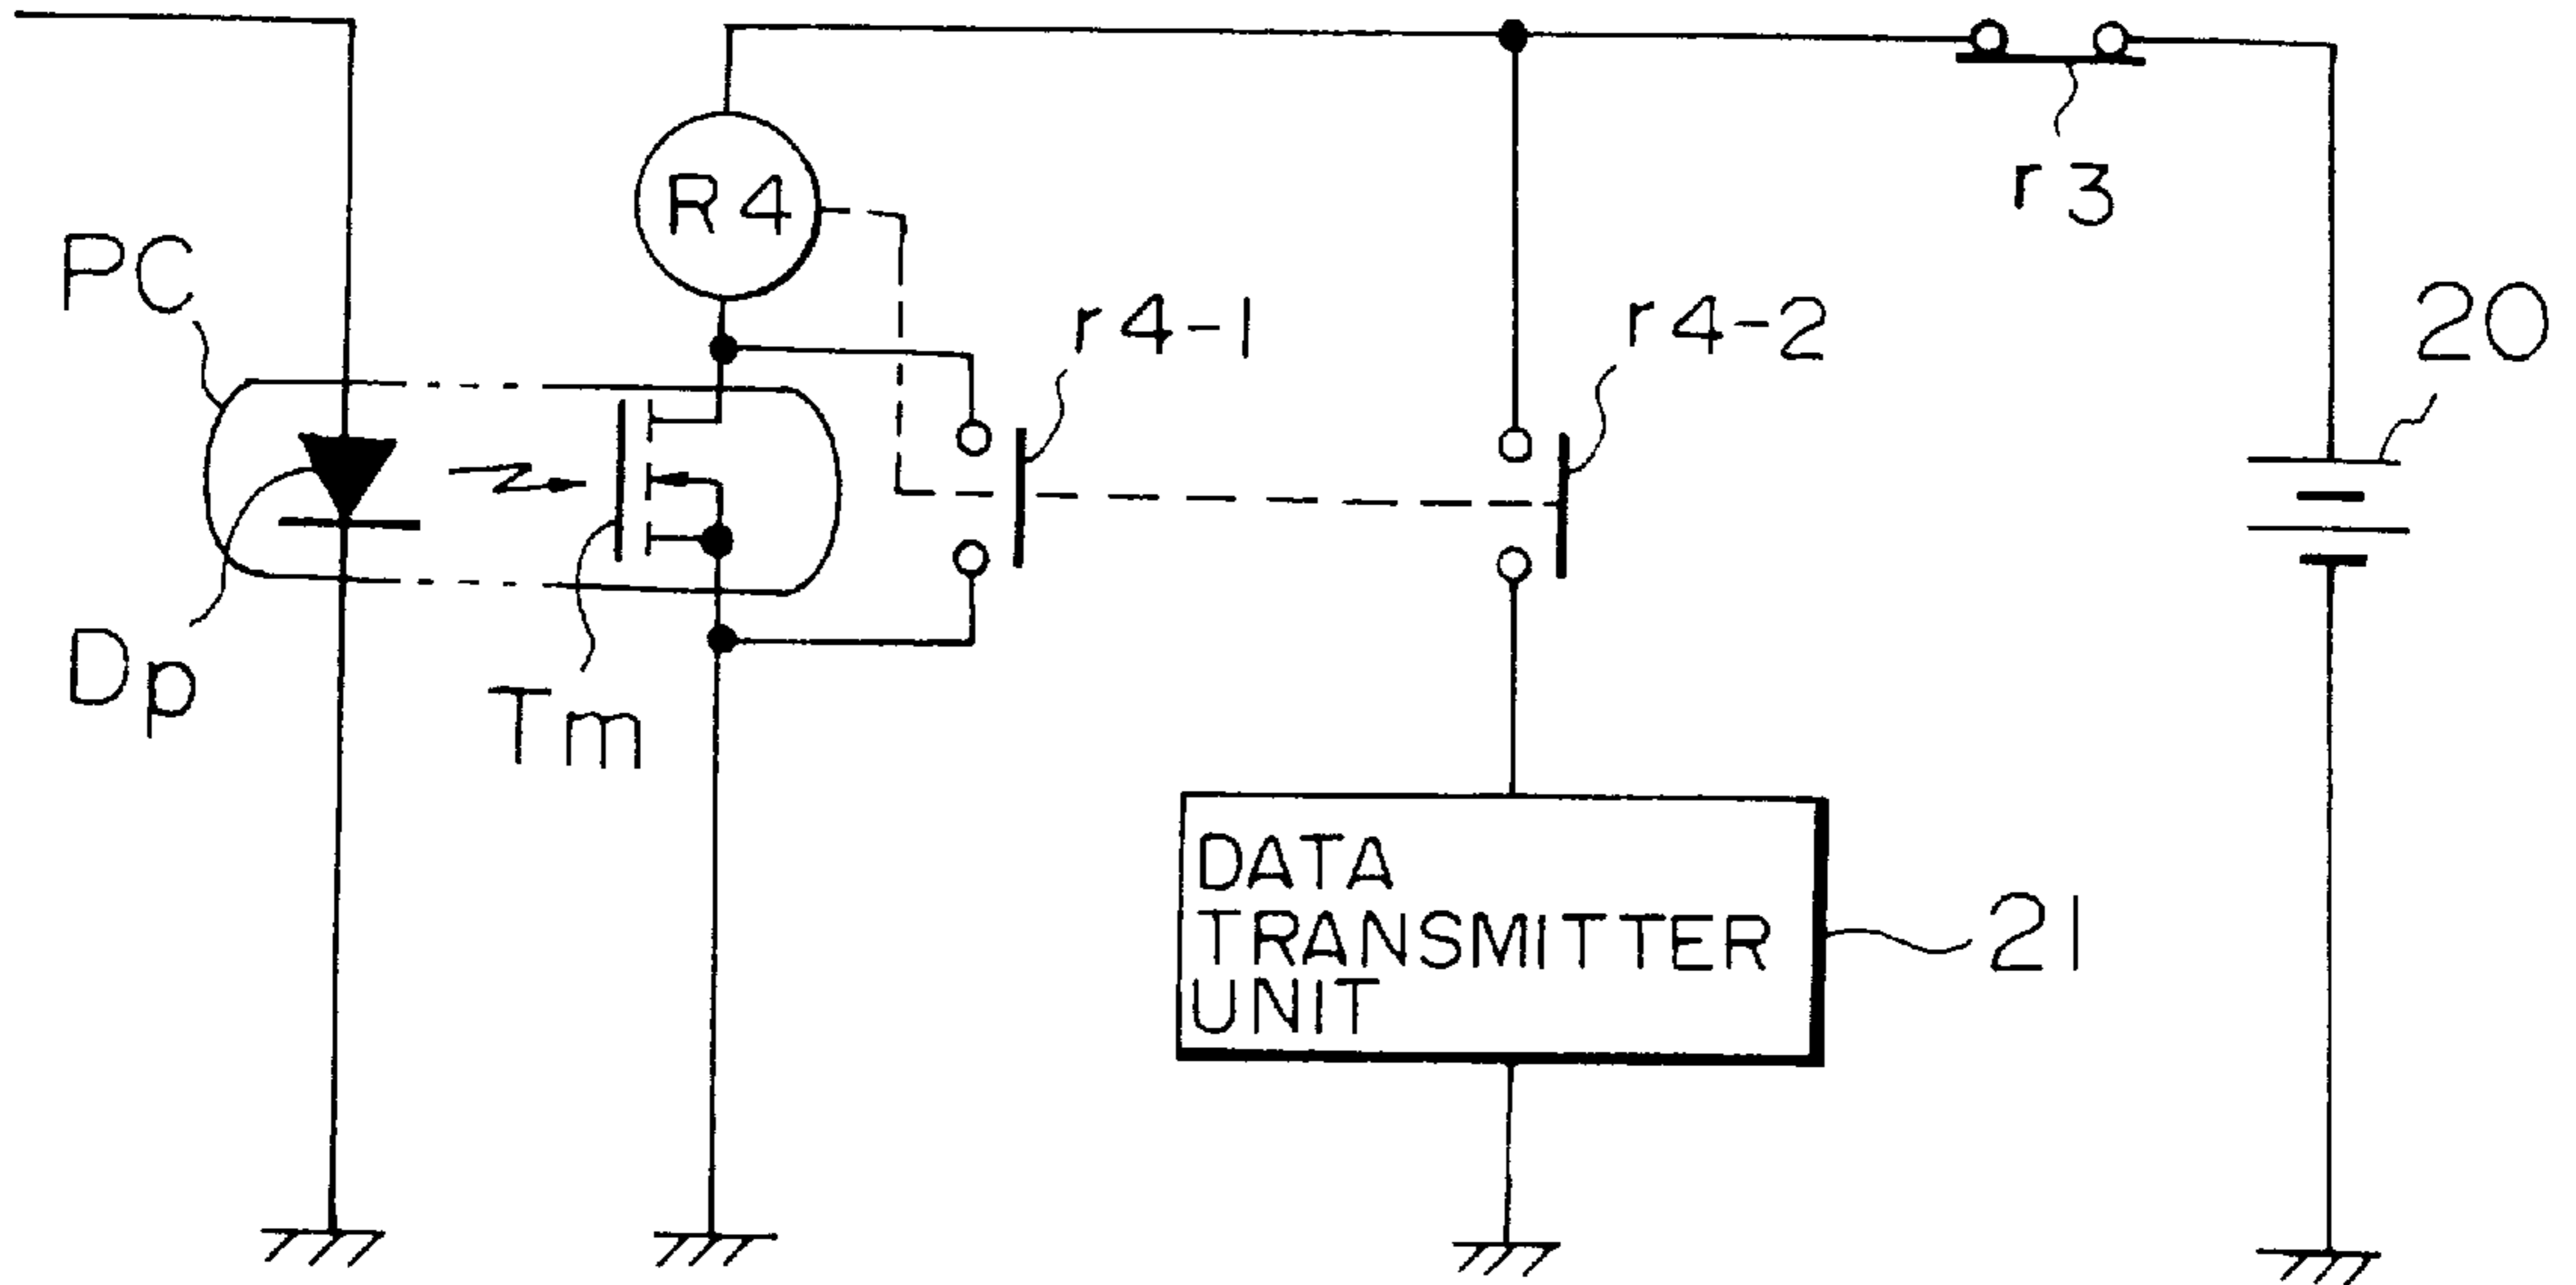 R4
r3
PC
r4-1
r4-2
20
Dp
Tm
DATA
TRANSMITTER
UNIT
21